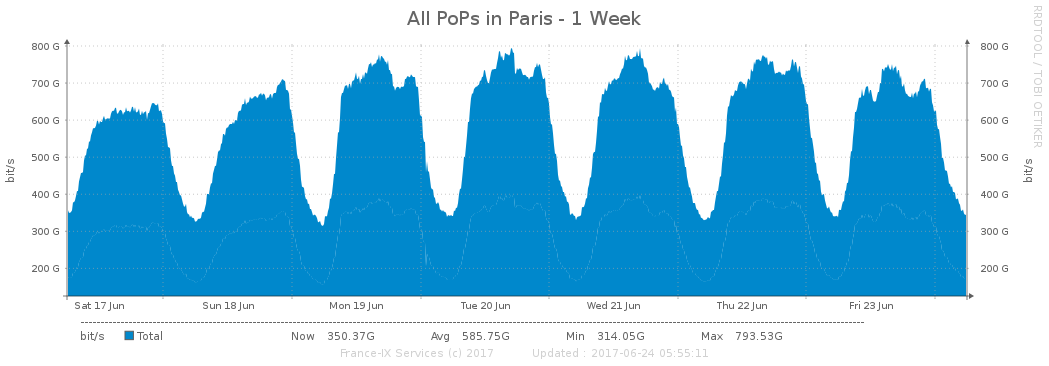 All PoPs in Paris - 1 Week
RRDTOOL / TOBI OETIKER
bit/s
800 G
700 G
600 G
500 G
400 G
300 G
200 G
800 G
700 G
600 G
500 G
400 G
300 G
200 G
bit/s
Sat 17 Jun Sun 18 Jun Mon 19 Jun Tue 20 Jun Wed 21 Jun Thu 22 Jun Fri 23 Jun
bit/s Total Now 350.37G Avg 585.75G Min 314.05G Max 793.53G
France-IX Services (c) 2017 Updated : 2017-06-24 05:55:11